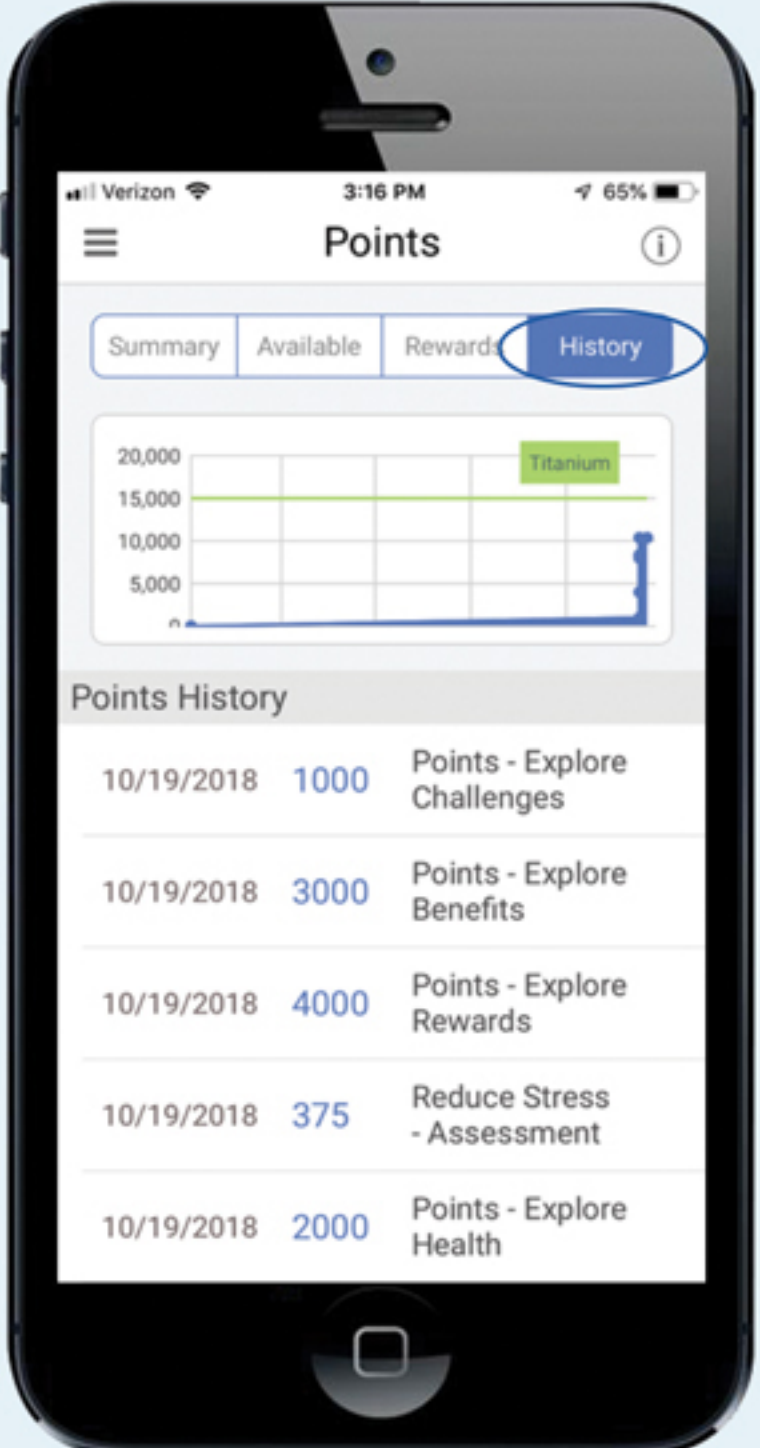 Verizon 3:16 PM 65%
Points
Summary Available Rewards History
20,000
Titanium
15,000
10,000
5,000
0
Points History
10/19/2018 1000 Points - Explore
Challenges
10/19/2018 3000 Points - Explore
Benefits
10/19/2018 4000 Points - Explore
Rewards
10/19/2018 375 Reduce Stress
- Assessment
10/19/2018 2000 Points - Explore
Health